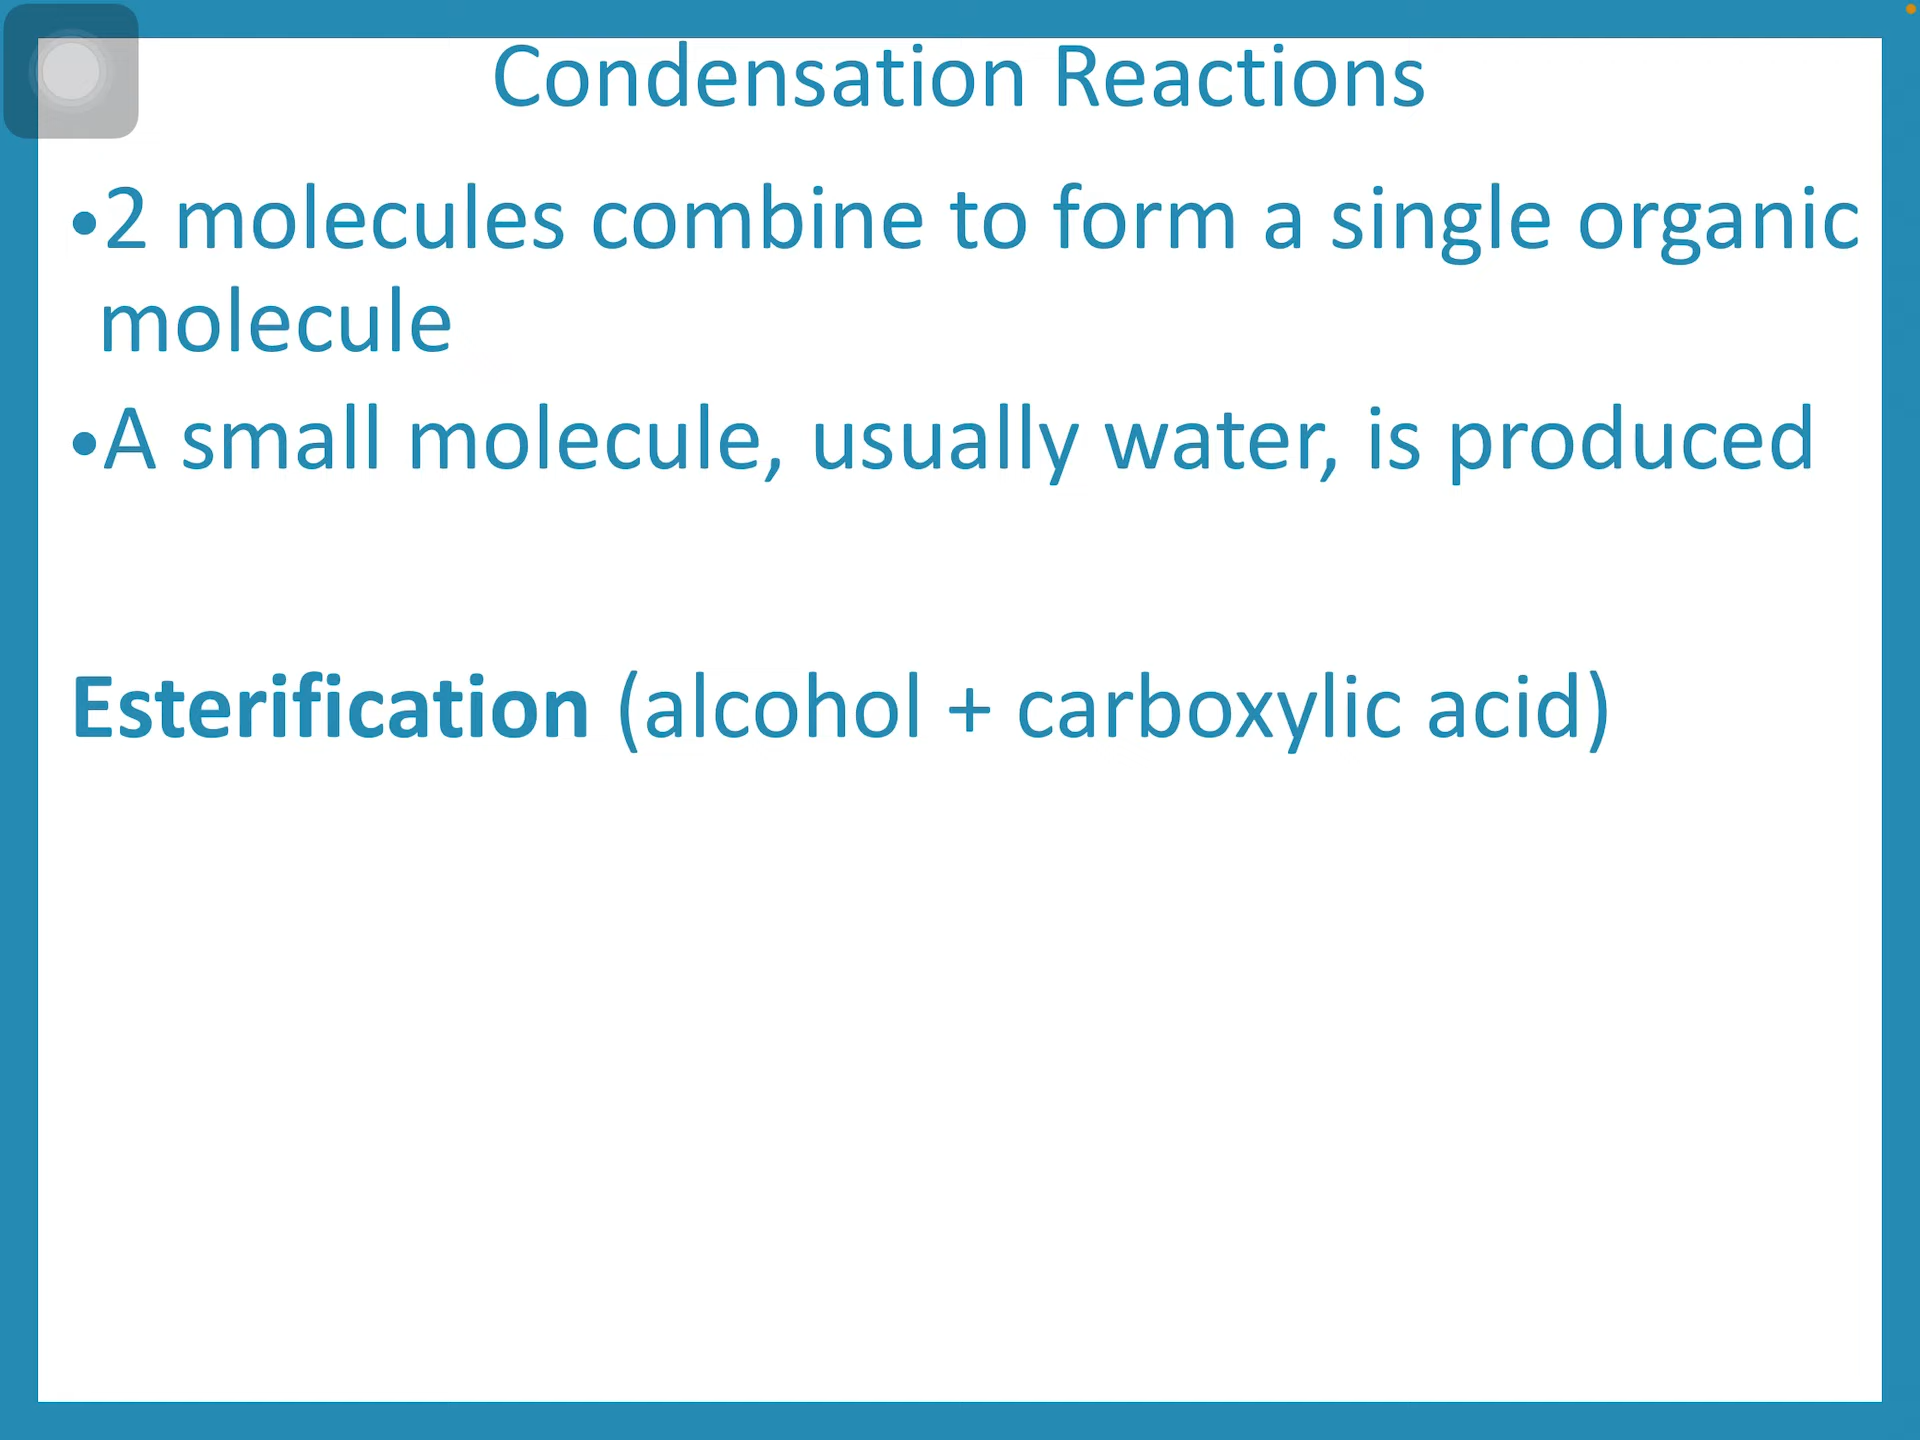 Condensation Reactions
•2 molecules combine to form a single organic
molecule
•A small molecule, usually water, is produced
Esterification (alcohol + carboxylic acid)